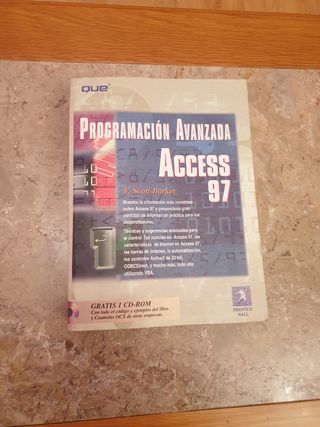 que
PROGRAMACIÓN AVANZADA
ACCESS
97
F. Scott Barker
Muestra la información más novedosa
sobre Access 97 y proporciona gran
cantidad de información práctica para los
desarrolladores.
Técnicas y sugerencias avanzadas para
el control Tab incluido en Access 97, las
características de Internet en Access 97,
las barras de órdenes, la automatización,
los controles ActiveX de 32 bit,
ODBCDirect, y mucho más, todo ello
utilizando VBA.
GRATIS 1 CD-ROM
Con todo el código y ejemplos del libro
y Controles OCX de otras empresas.
PRENTICE
HALL